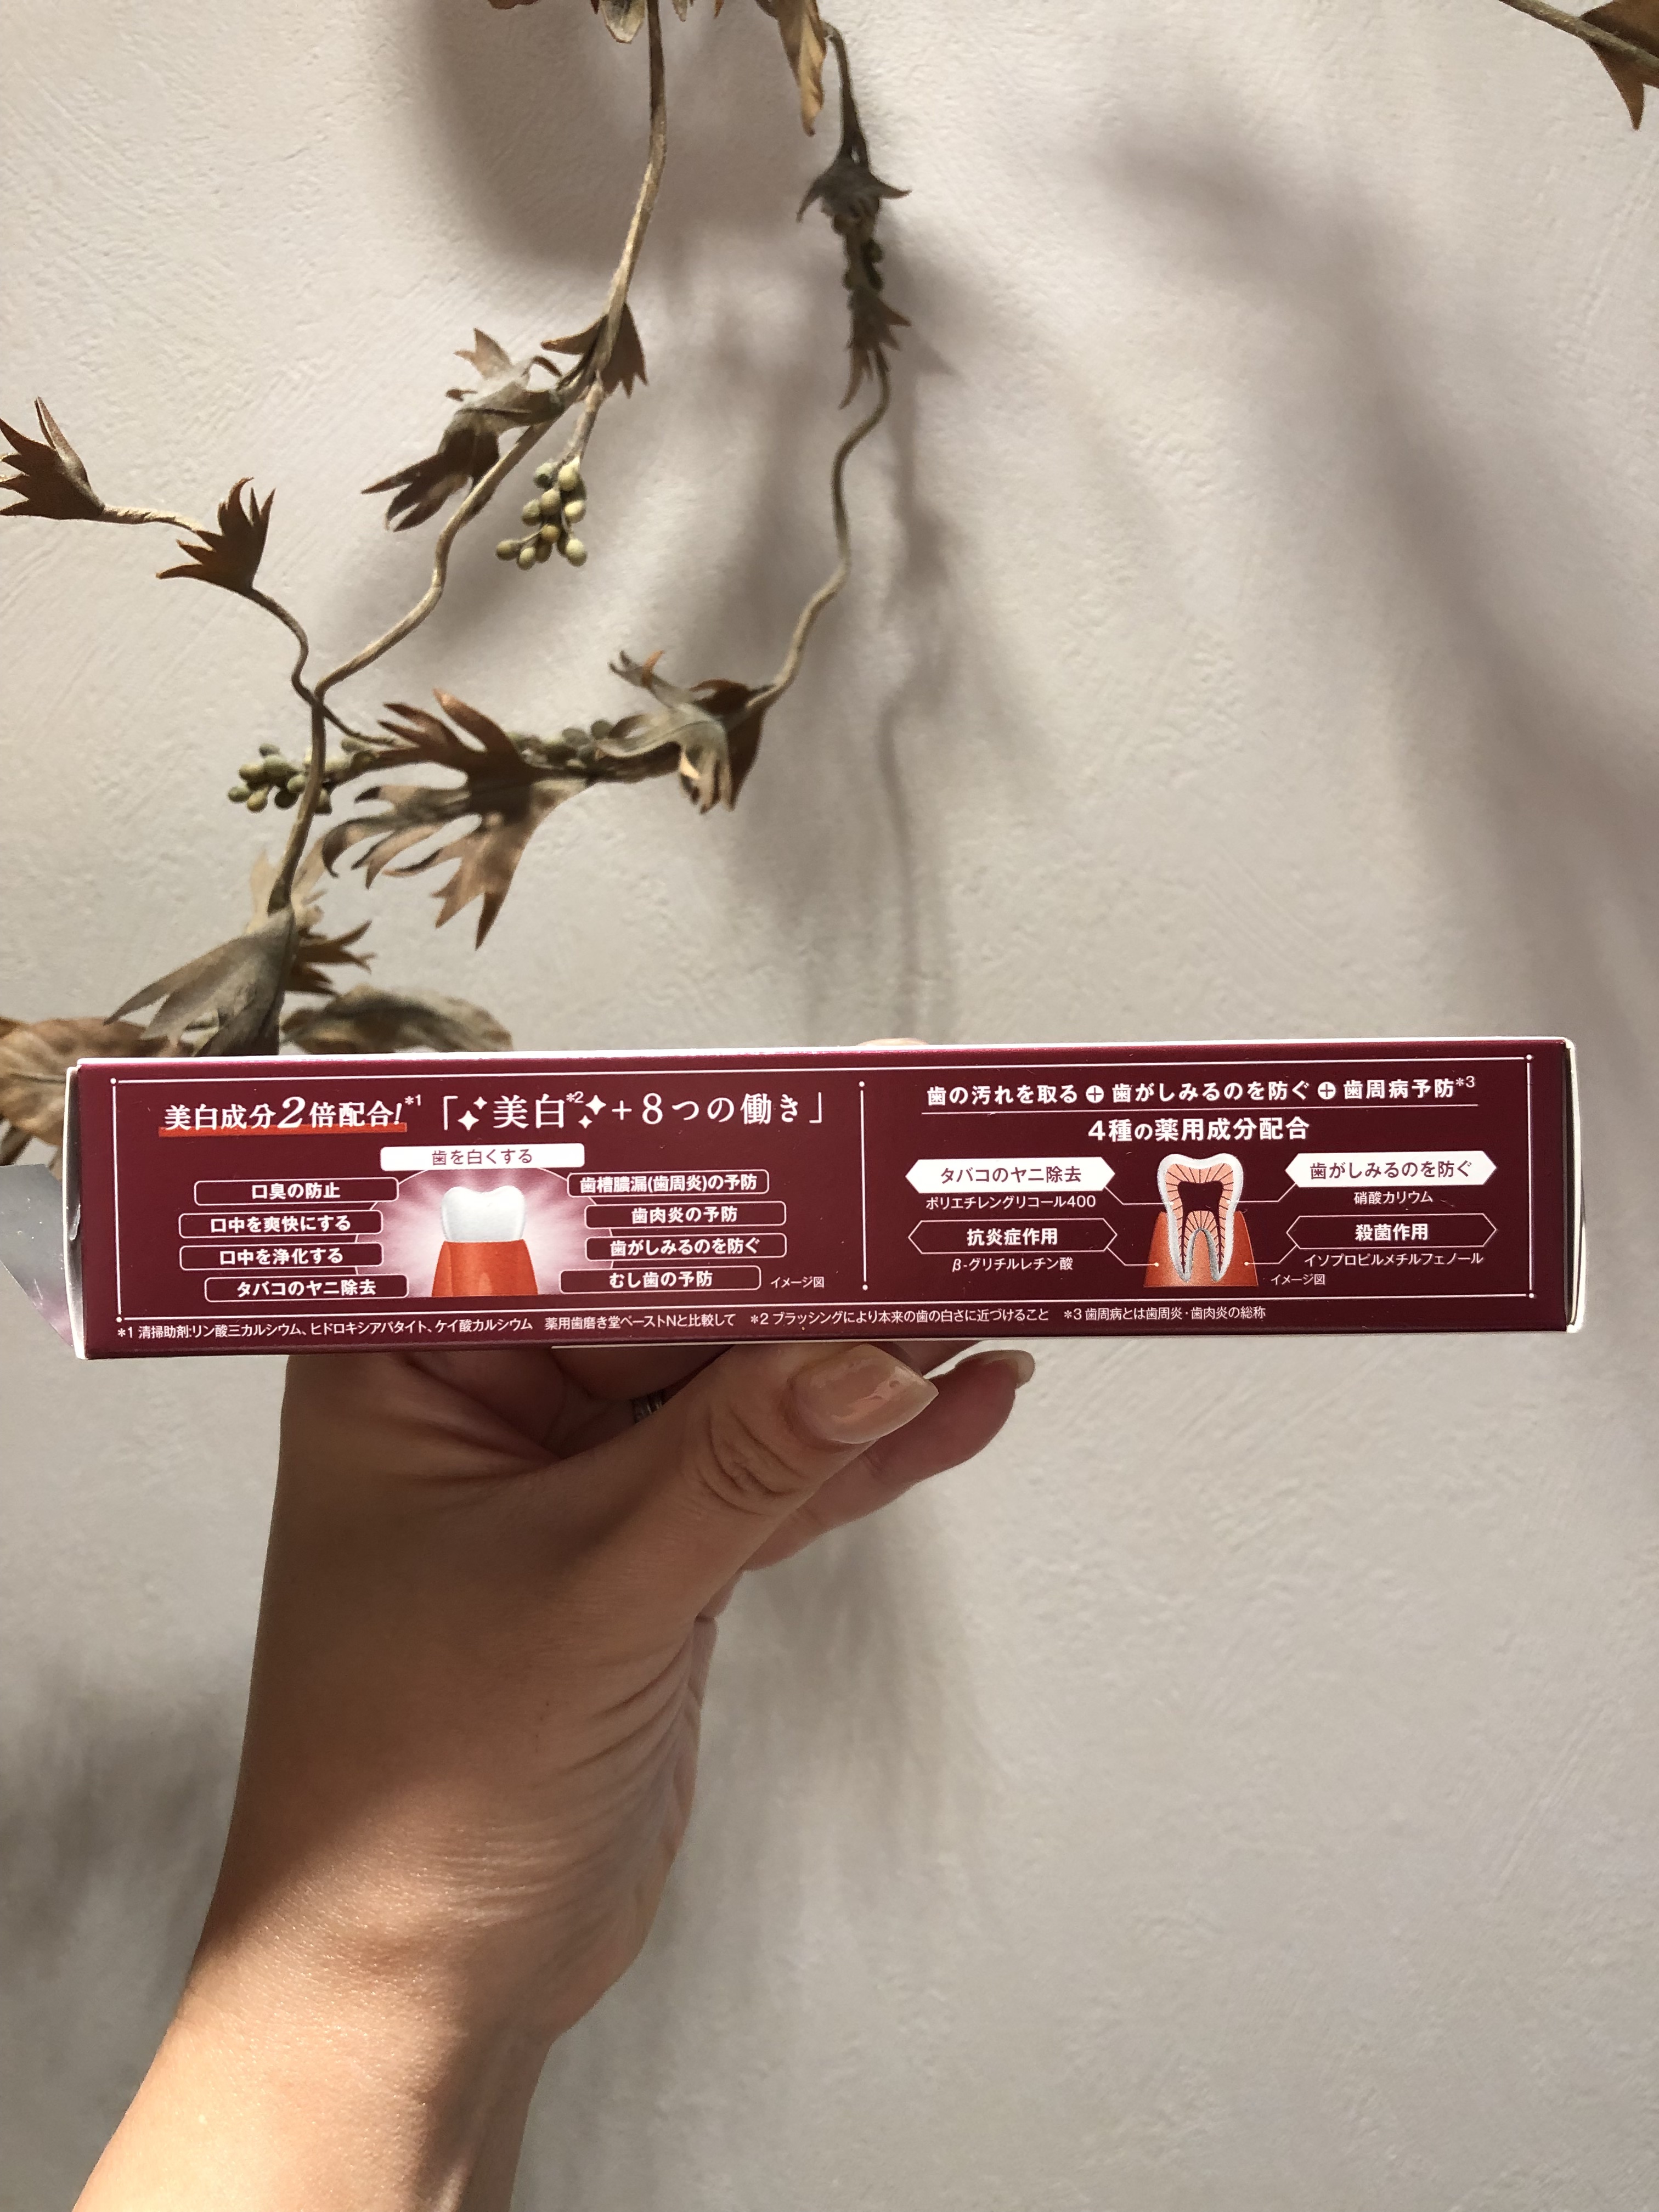 美白成分2倍配合!*1「美白*2+8つの働き」
歯を白くする
口臭の防止
口中を爽快にする
口中を浄化する
タバコのヤニ除去
歯槽膿漏(歯周炎)の予防
歯肉炎の予防
歯がしみるのを防ぐ
むし歯の予防
イメージ図
歯の汚れを取る+歯がしみるのを防ぐ+歯周病予防*3
4種の薬用成分配合
タバコのヤニ除去
ポリエチレングリコール400
抗炎症作用
β-グリチルレチン酸
歯がしみるのを防ぐ
硝酸カリウム
殺菌作用
イソプロピルメチルフェノール
イメージ図
*1 清掃助剤:リン酸三カルシウム、ヒドロキシアパタイト、ケイ酸カルシウム 薬用歯磨き堂ペーストNと比較して *2 ブラッシングにより本来の歯の白さに近づけること *3 歯周病とは歯周炎・歯肉炎の総称